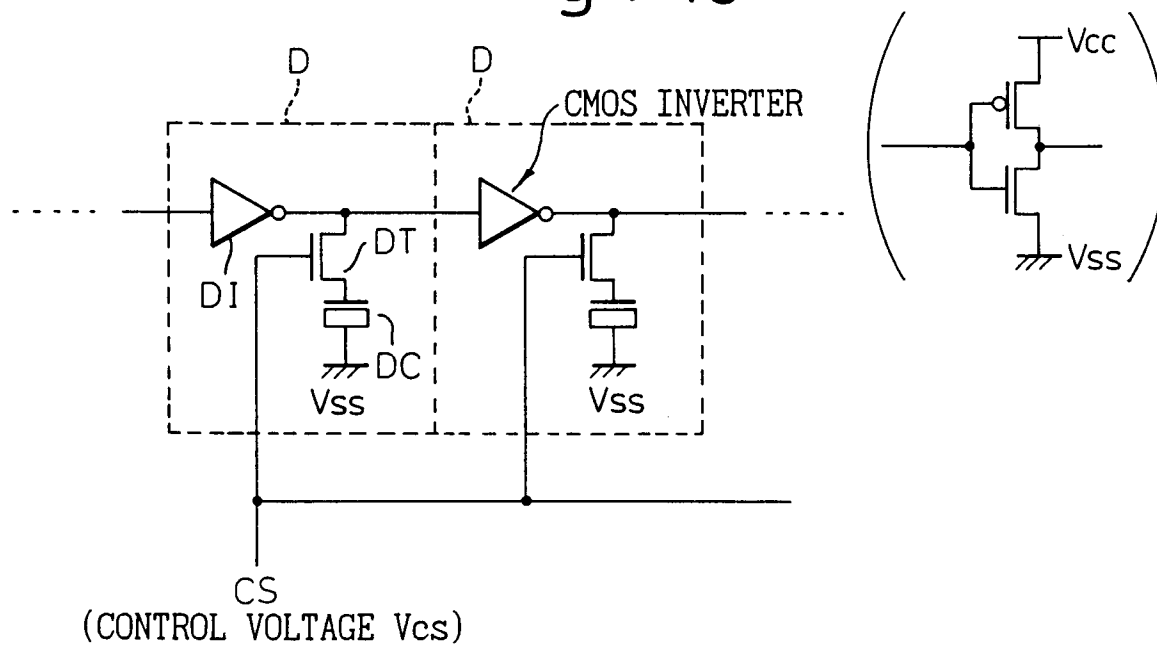 D
D
CMOS INVERTER
Vcc
Vss
DI
DT
DC
Vss
Vss
CS
(CONTROL VOLTAGE Vcs)